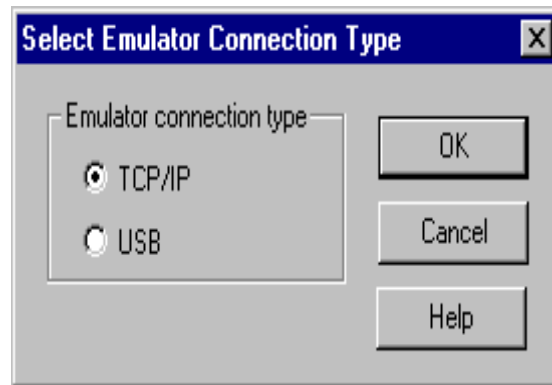 Select Emulator Connection Type
Emulator connection type
TCP/IP
USB
OK
Cancel
Help